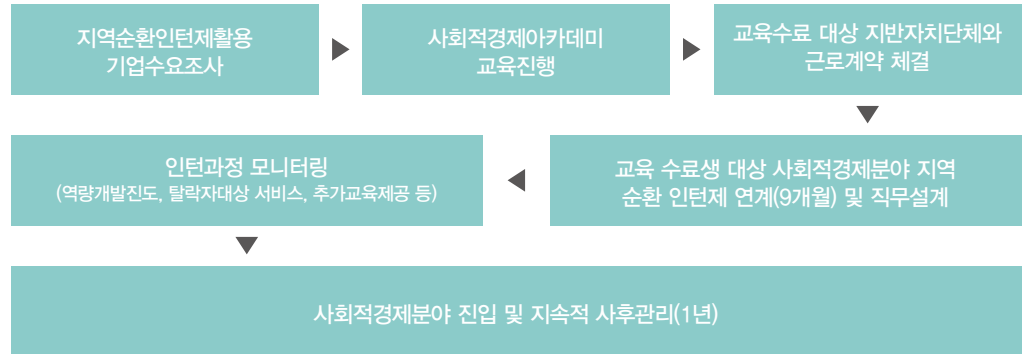 지역순환인턴제활용
기업수요조사
사회적경제아카데미
교육진행
교육수료 대상 지반자치단체와
근로계약 체결
교육 수료생 대상 사회적경제분야 지역
순환 인턴제 연계(9개월) 및 직무설계
인턴과정 모니터링
(역량개발진도, 탈락자대상 서비스, 추가교육제공 등)
사회적경제분야 진입 및 지속적 사후관리(1년)